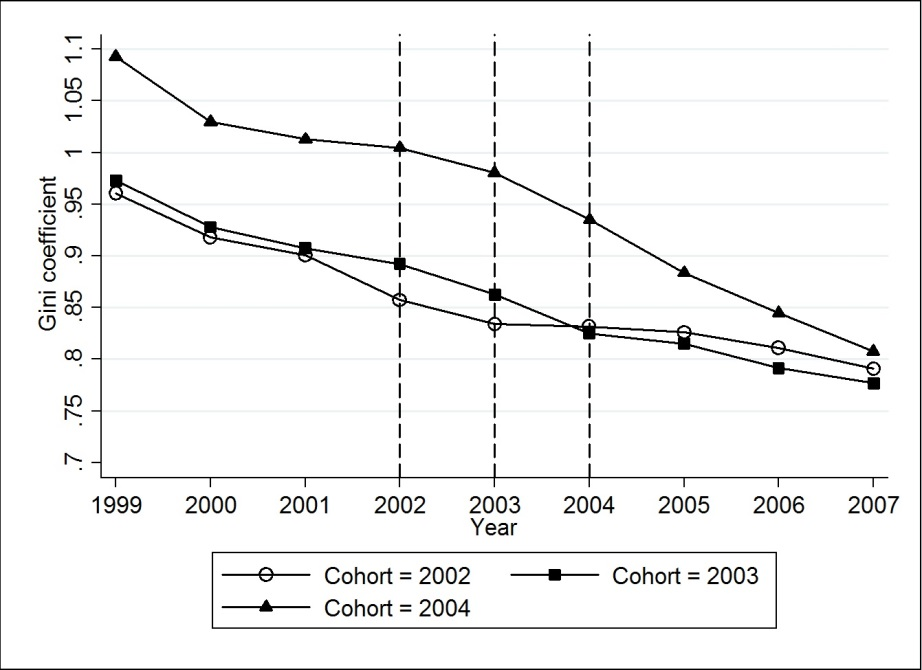 Gini coefficient
1.1
1.05
1
.95
.9
.85
.8
.75
.7
1999 2000 2001 2002 2003 2004 2005 2006 2007
Year
Cohort = 2002 Cohort = 2003
Cohort = 2004